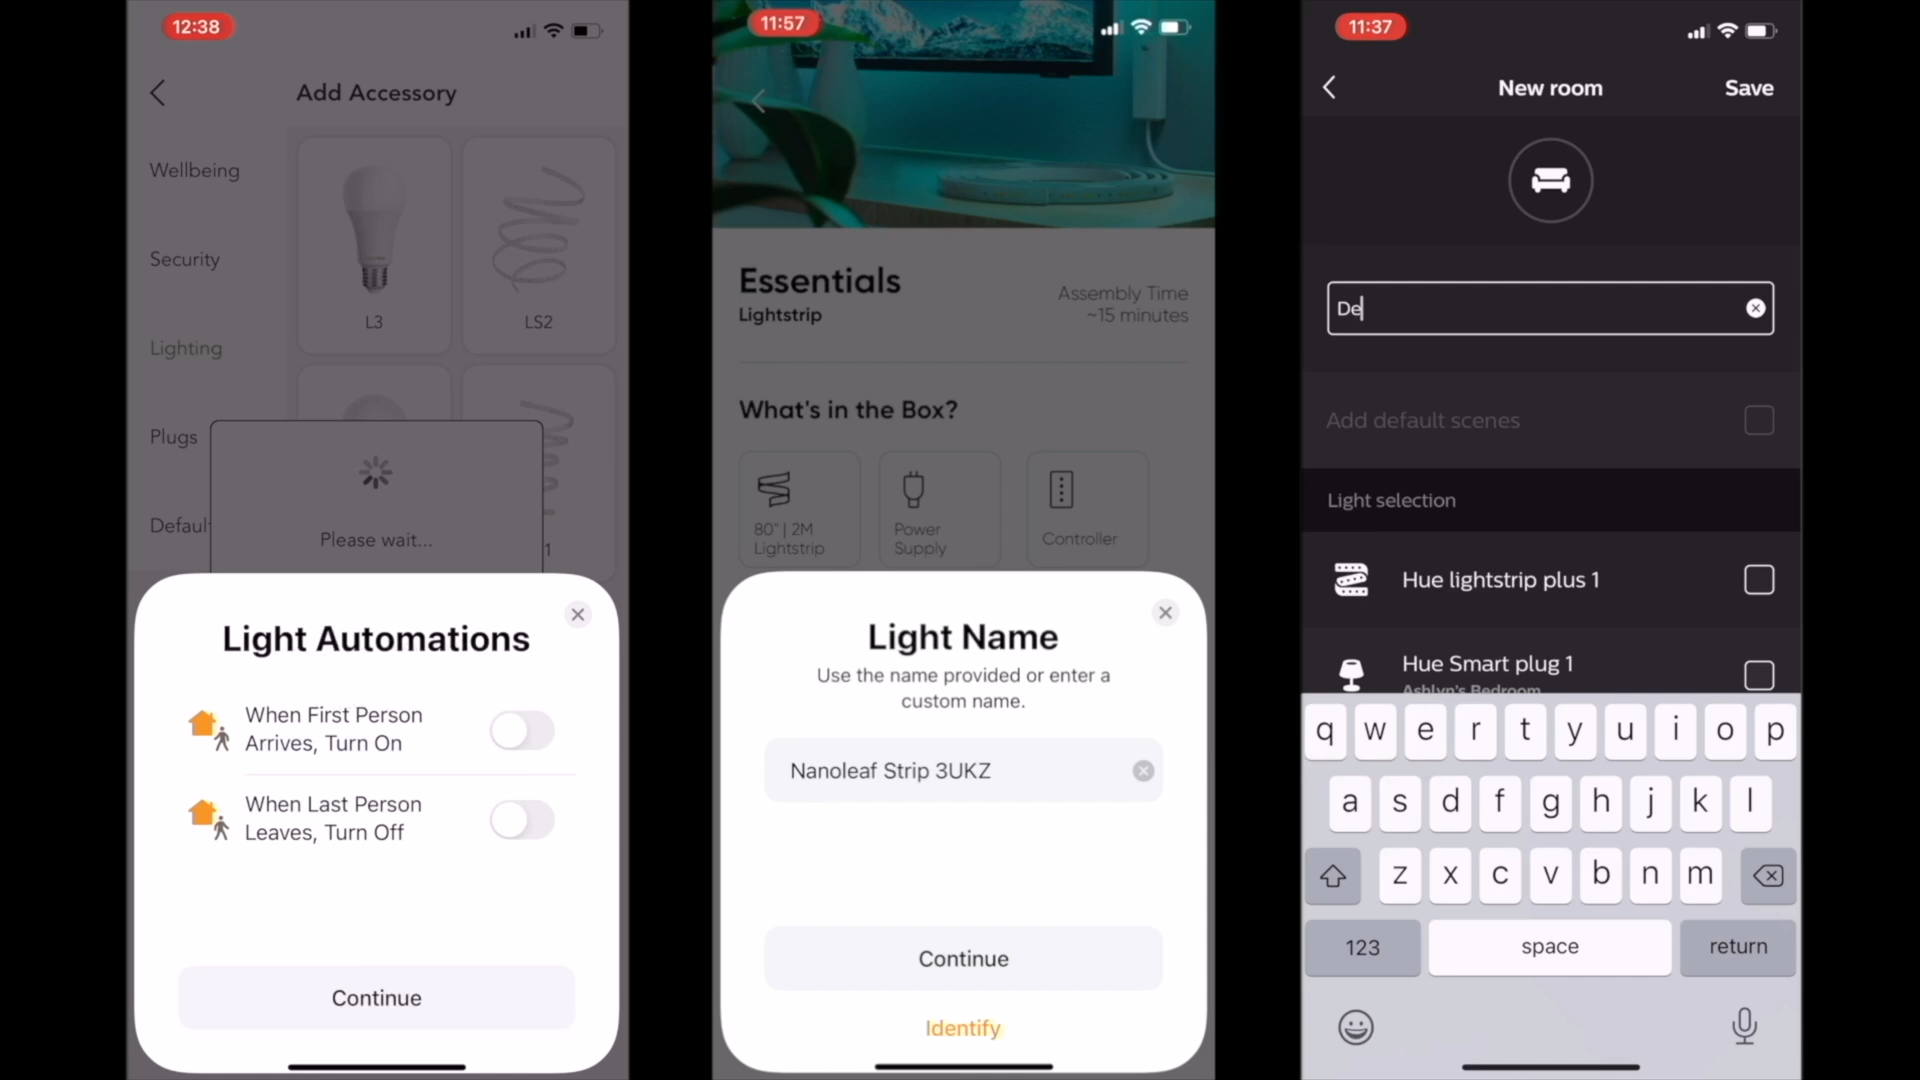 12:38
Add Accessory
Wellbeing
Security
Lighting
Plugs
Defaul
L3
LS2
1
Please wait...
Light Automations
When First Person
Arrives, Turn On
When Last Person
Leaves, Turn Off
Continue
11:57
Essentials
Lightstrip
Assembly Time
~15 minutes
What's in the Box?
80" | 2M
Lightstrip
Power
Supply
Controller
Light Name
Use the name provided or enter a
custom name.
Nanoleaf Strip 3UKZ
Continue
Identify
11:37
New room
Save
De
Add default scenes
Light selection
Hue lightstrip plus 1
Hue Smart plug 1
Ashlyn's Bedroom
q w e r t y u i o p
a s d f g h j k l
z x c v b n m
123 space return